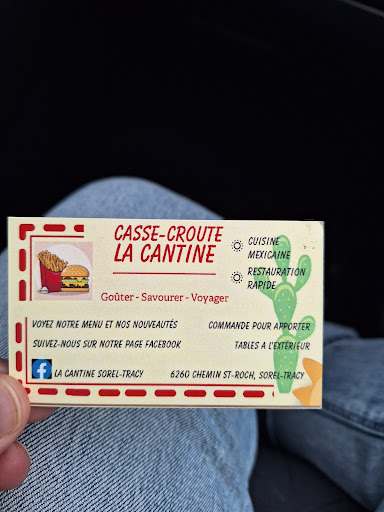 CASSE-CROUTE
LA CANTINE
CUISINE
MEXICAINE
RESTAURATION
RAPIDE
Goûter - Savourer - Voyager
VOYEZ NOTRE MENU ET NOS NOUVEAUTÉS
COMMANDE POUR APPORTER
SUIVEZ-NOUS SUR NOTRE PAGE FACEBOOK
TABLES A L'EXTÉRIEUR
LA CANTINE SOREL-TRACY
6260 CHEMIN ST-ROCH, SOREL-TRACY